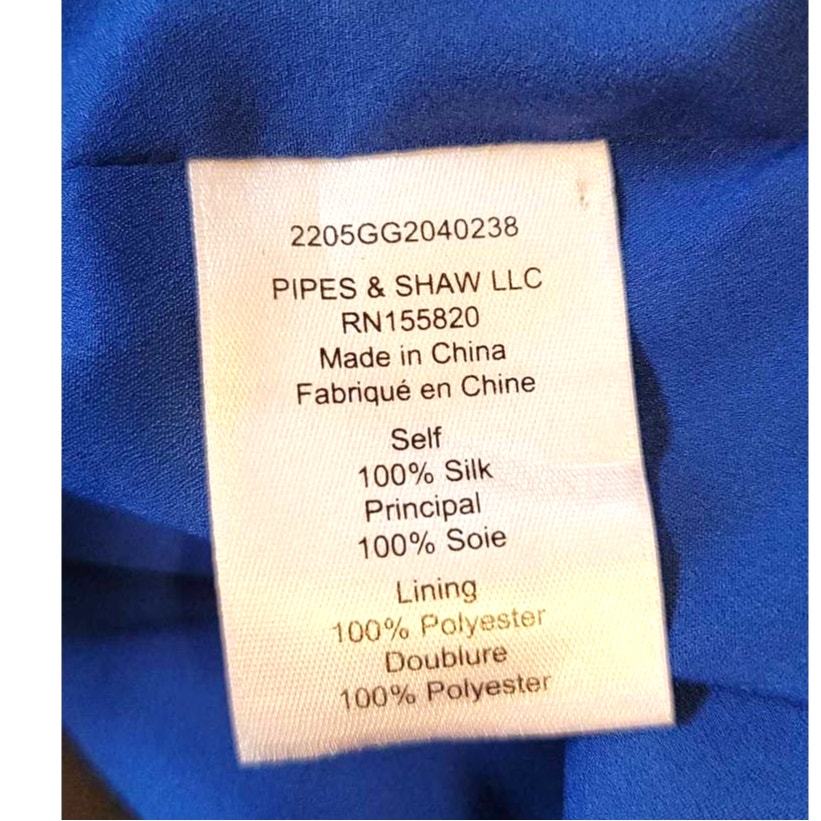 2205GG2040238
PIPES & SHAW LLC
RN155820
Made in China
Fabriqué en Chine
Self
100% Silk
Principal
100% Soie
Lining
100% Polyester
Doublure
100% Polyester